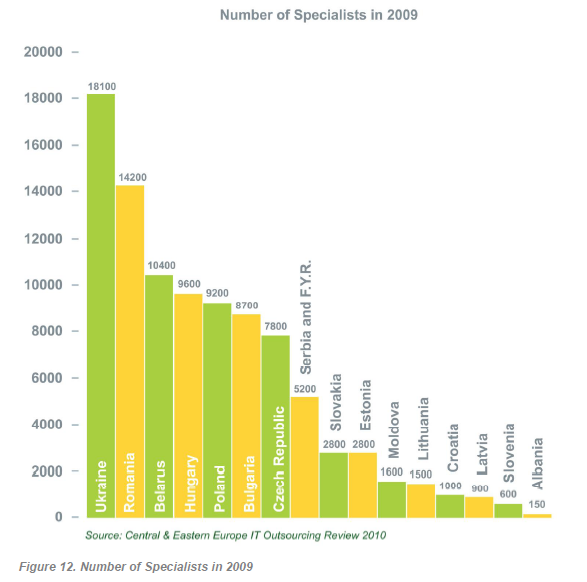 Number of Specialists in 2009
20000
18000
16000
14000
12000
10000
8000
6000
4000
2000
0
18100
14200
10400
9600
9200
8700
7800
5200
2800
2800
1600
1500
1000
900
600
150
Ukraine
Romania
Belarus
Hungary
Poland
Bulgaria
Czech Republic
Serbia and F.Y.R.
Slovakia
Estonia
Moldova
Lithuania
Croatia
Latvia
Slovenia
Albania
Source: Central & Eastern Europe IT Outsourcing Review 2010
Figure 12. Number of Specialists in 2009